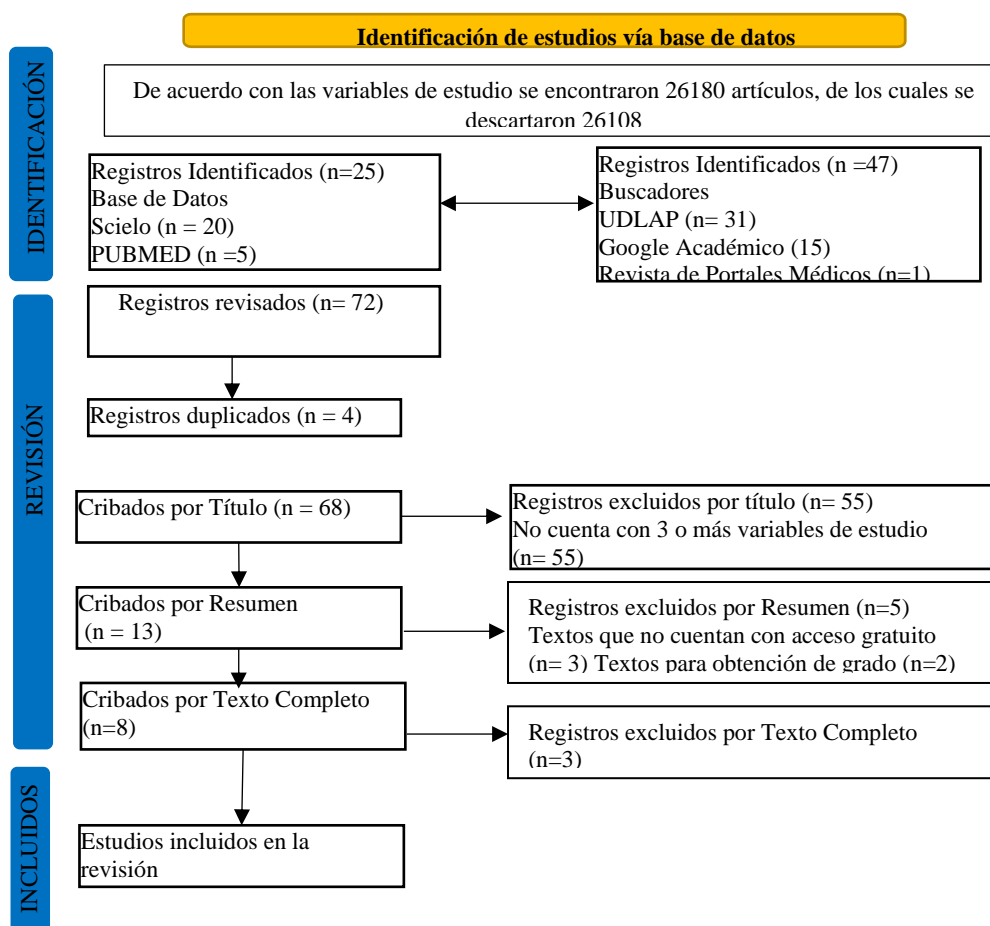 Identificación de estudios vía base de datos
IDENTIFICACIÓN
De acuerdo con las variables de estudio se encontraron 26180 artículos, de los cuales se
descartaron 26108
Registros Identificados (n=25)
Base de Datos
Scielo (n = 20)
PUBMED (n =5)
Registros Identificados (n =47)
Buscadores
UDLAP (n= 31)
Google Académico (15)
Revista de Portales Médicos (n=1)
REVISIÓN
Registros revisados (n= 72)
Registros duplicados (n = 4)
Cribados por Título (n = 68)
Registros excluidos por título (n= 55)
No cuenta con 3 o más variables de estudio
(n= 55)
Cribados por Resumen
(n = 13)
Registros excluidos por Resumen (n=5)
Textos que no cuentan con acceso gratuito
(n= 3) Textos para obtención de grado (n=2)
Cribados por Texto Completo
(n=8)
Registros excluidos por Texto Completo
(n=3)
INCLUIDOS
Estudios incluidos en la
revisión